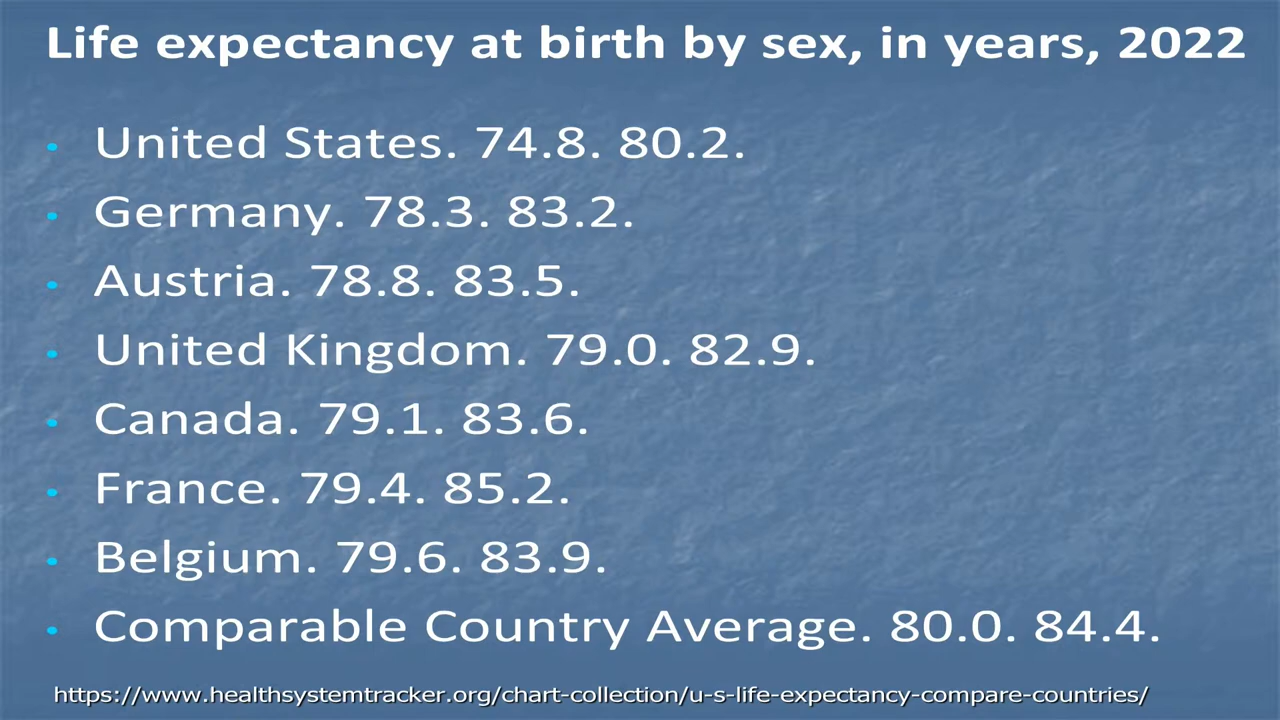 Life expectancy at birth by sex, in years, 2022
• United States. 74.8. 80.2.
• Germany. 78.3. 83.2.
• Austria. 78.8. 83.5.
• United Kingdom. 79.0. 82.9.
• Canada. 79.1. 83.6.
• France. 79.4. 85.2.
• Belgium. 79.6. 83.9.
• Comparable Country Average. 80.0. 84.4.
https://www.healthsystemtracker.org/chart-collection/u-s-life-expectancy-compare-countries/